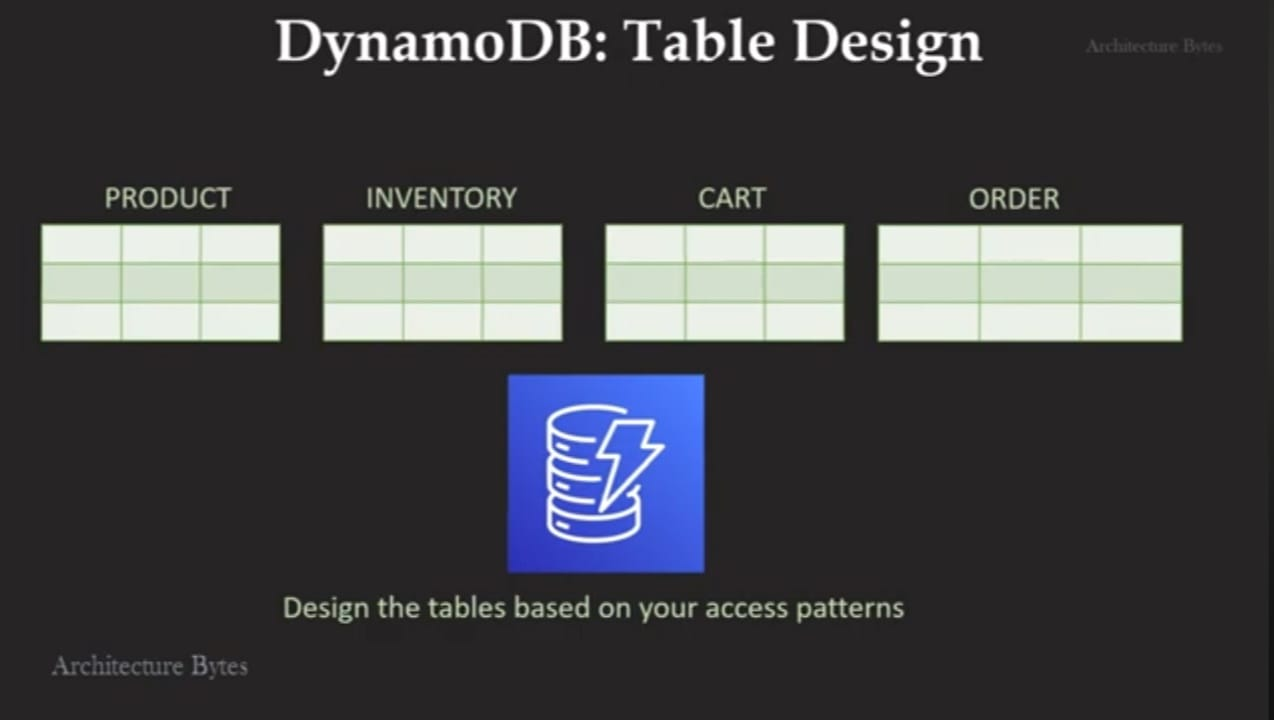 DynamoDB: Table Design
Architecture Bytes
PRODUCT
INVENTORY
CART
ORDER
Design the tables based on your access patterns
Architecture Bytes